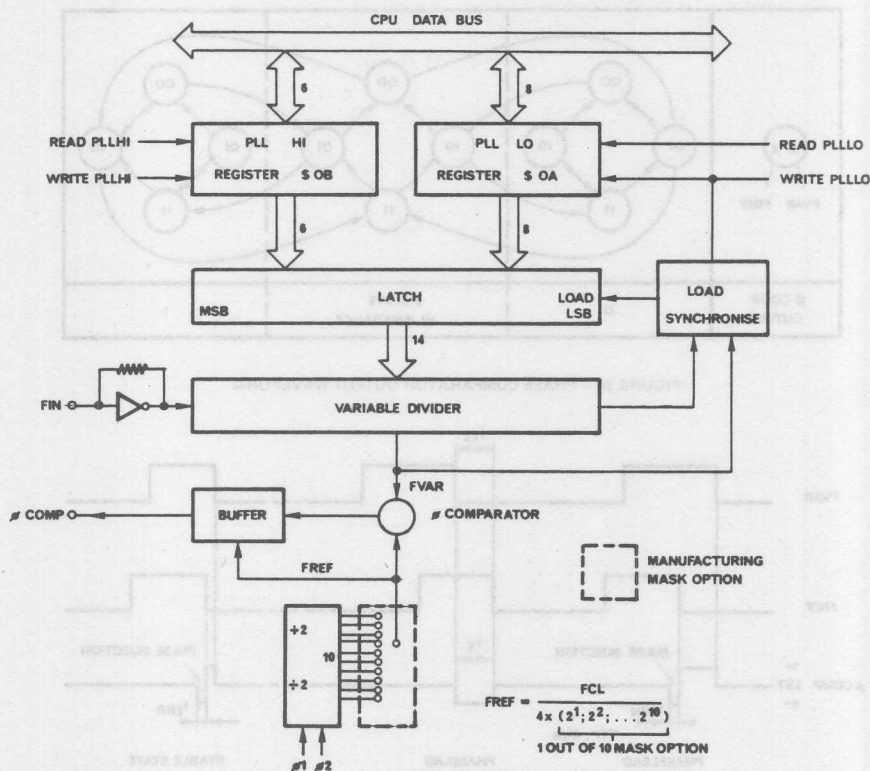 CPU DATA BUS
6
8
READ PLLHI
WRITE PLLHI
PLL HI
REGISTER $ OB
PLL LO
REGISTER $ OA
READ PLLLO
WRITE PLLLO
6
8
LATCH
MSB
LOAD
LSB
LOAD
SYNCHRONISE
14
FIN
VARIABLE DIVIDER
FVAR
ø COMP
BUFFER
ø COMPARATOR
FREF
MANUFACTURING
MASK OPTION
÷2
10
÷2
FREF = FCL
4x (2¹; 2²; . . . 2¹⁰)
1 OUT OF 10 MASK OPTION
ø1 ø2